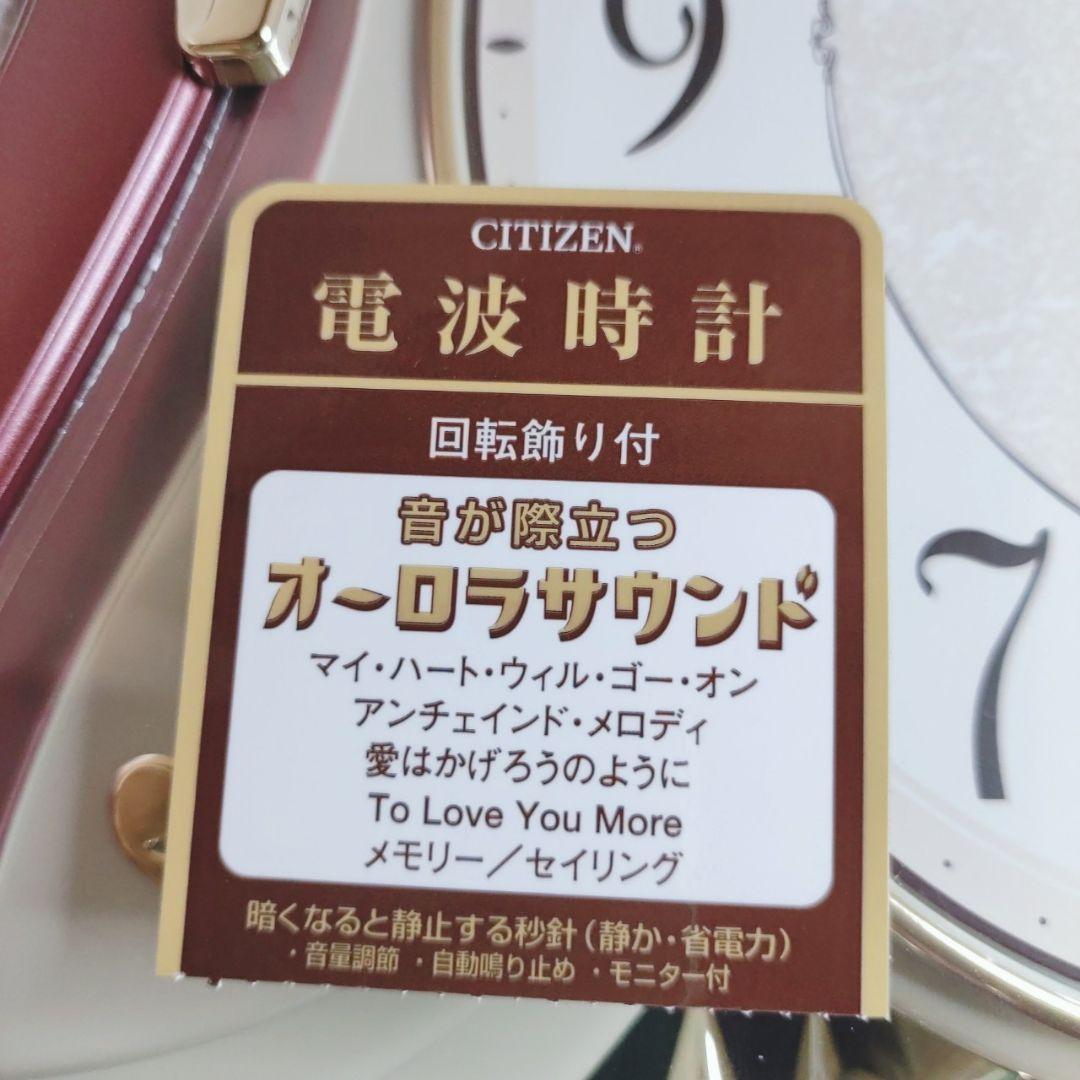 9
CITIZEN®
電波時計
回転飾り付
音が際立つ
オーロラサウンド
マイ・ハート・ウィル・ゴー・オン
アンチェインド・メロディ
愛はかげろうのように
To Love You More
メモリー／セイリング
暗くなると静止する秒針（静か・省電力）
・音量調節 ・自動鳴り止め ・モニター付
7